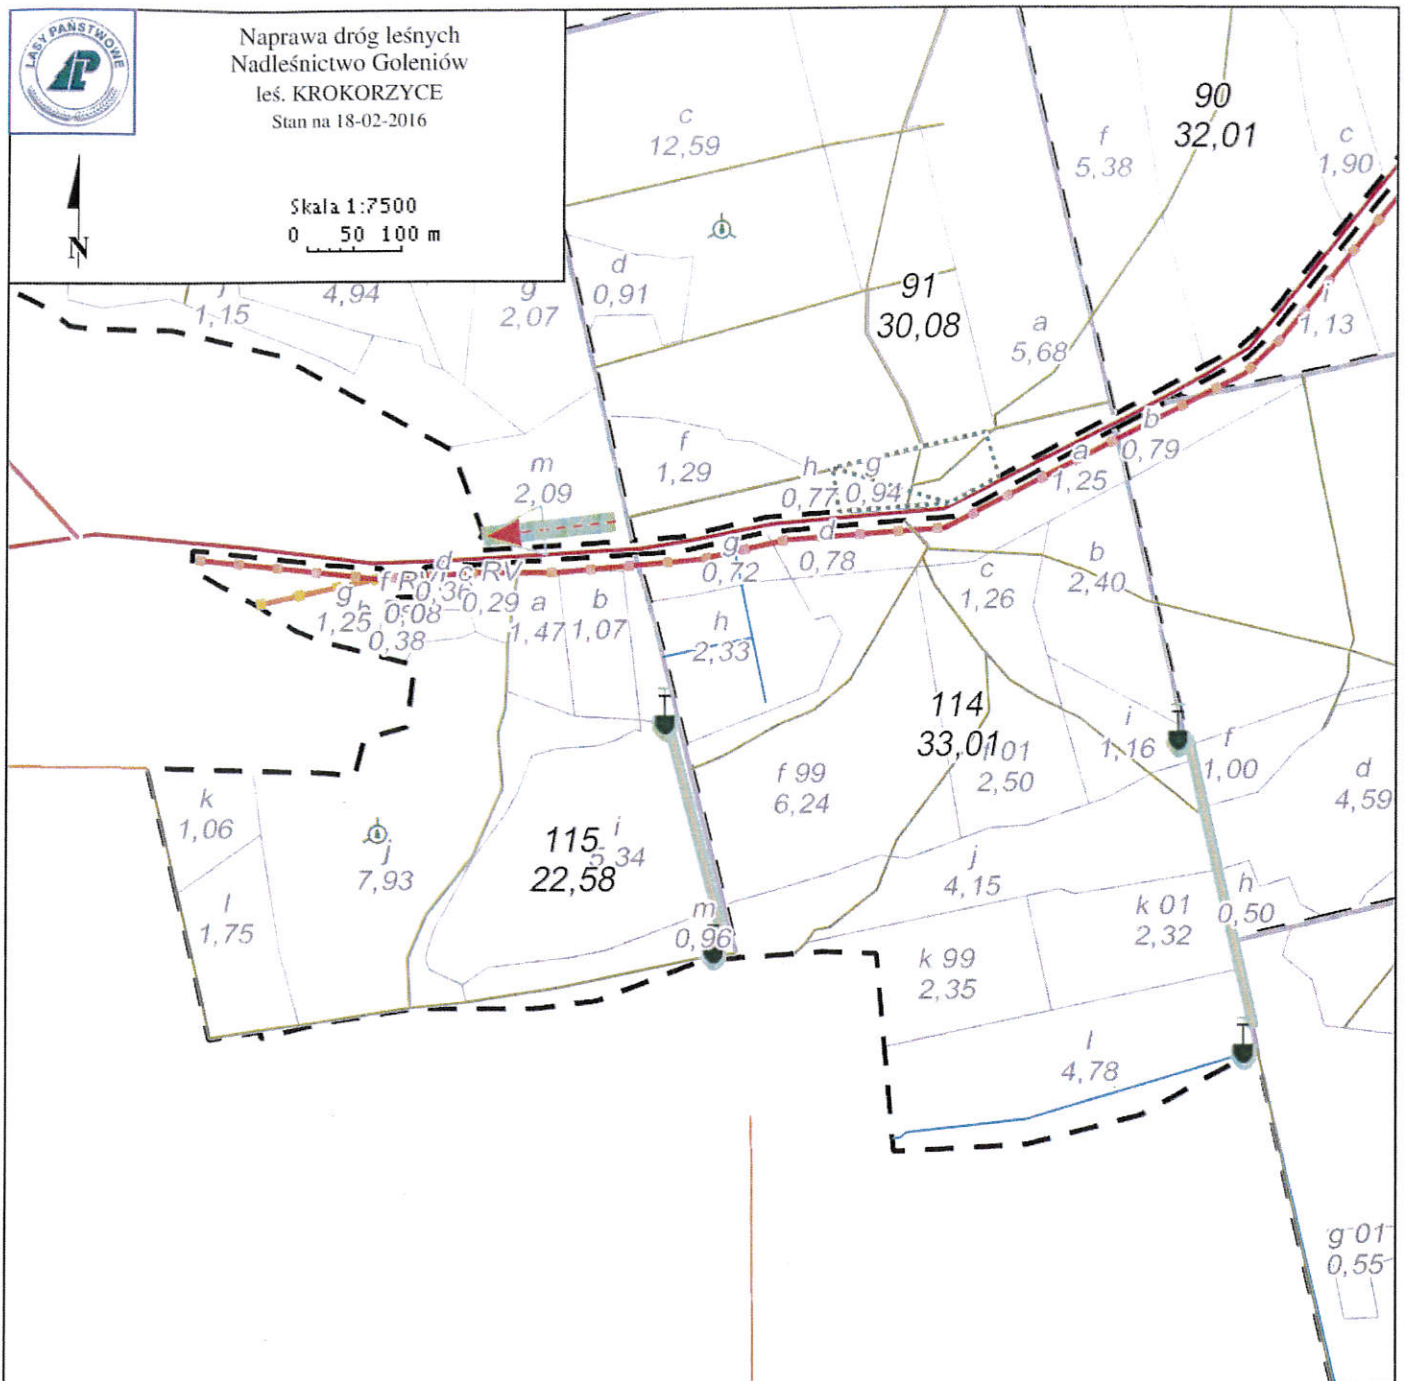 LASY PAŃSTWOWE
Naprawa dróg leśnych
Nadleśnictwo Goleniów
leś. KROKORZYCE
Stan na 18-02-2016
N
Skala 1:7500
0 50 100 m
c
12,59
90
32,01
f
5,38
c
1,90
d
0,91
91
30,08
a
5,68
i
1,13
1,15
4,94
g
2,07
f
1,29
m
2,09
h
0,77
g
0,94
a
1,25
b
0,79
g
0,72
d
0,78
b
2,40
c
1,26
d
0,36
c RV
0,29
f RV
0,08
g
1,25
h
0,38
a
1,47
b
1,07
h
2,33
114
33,01
f 01
2,50
i
1,16
f
1,00
d
4,59
f 99
6,24
k
1,06
j
7,93
115
22,58
i
5,34
l
1,75
m
0,96
j
4,15
k 01
2,32
h
0,50
k 99
2,35
l
4,78
g 01
0,55